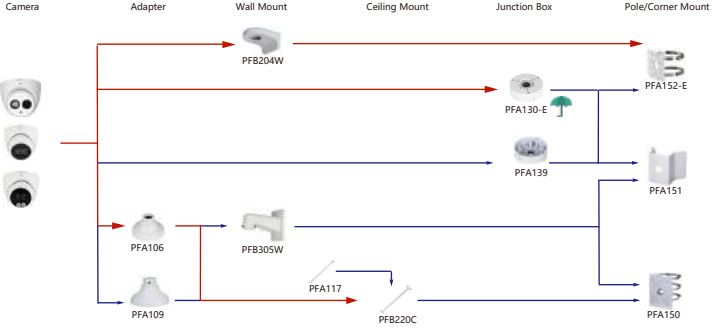 Camera Adapter Wall Mount Ceiling Mount Junction Box Pole/Corner Mount
PFB204W
PFA152-E
PFA130-E
PFA139
PFA151
PFA106
PFB305W
PFA117
PFA109
PFB220C
PFA150